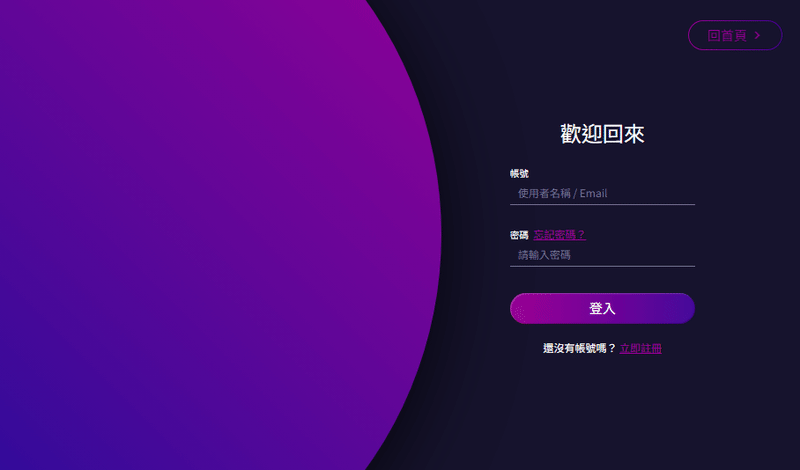 回首頁 >
歡迎回來
帳號
使用者名稱 / Email
密碼 忘記密碼？
請輸入密碼
登入
還沒有帳號嗎？ 立即註冊